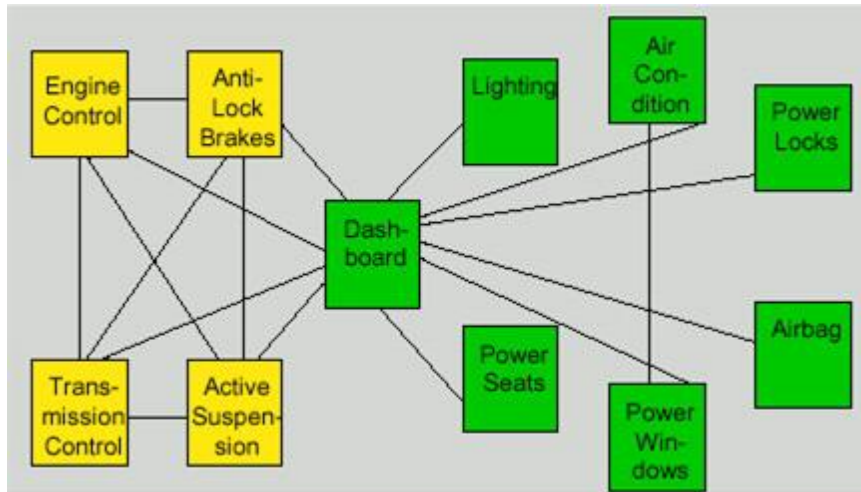 Engine
Control
Anti-
Lock
Brakes
Lighting
Air
Con-
dition
Power
Locks
Dash-
board
Trans-
mission
Control
Active
Suspen-
sion
Power
Seats
Power
Win-
dows
Airbag